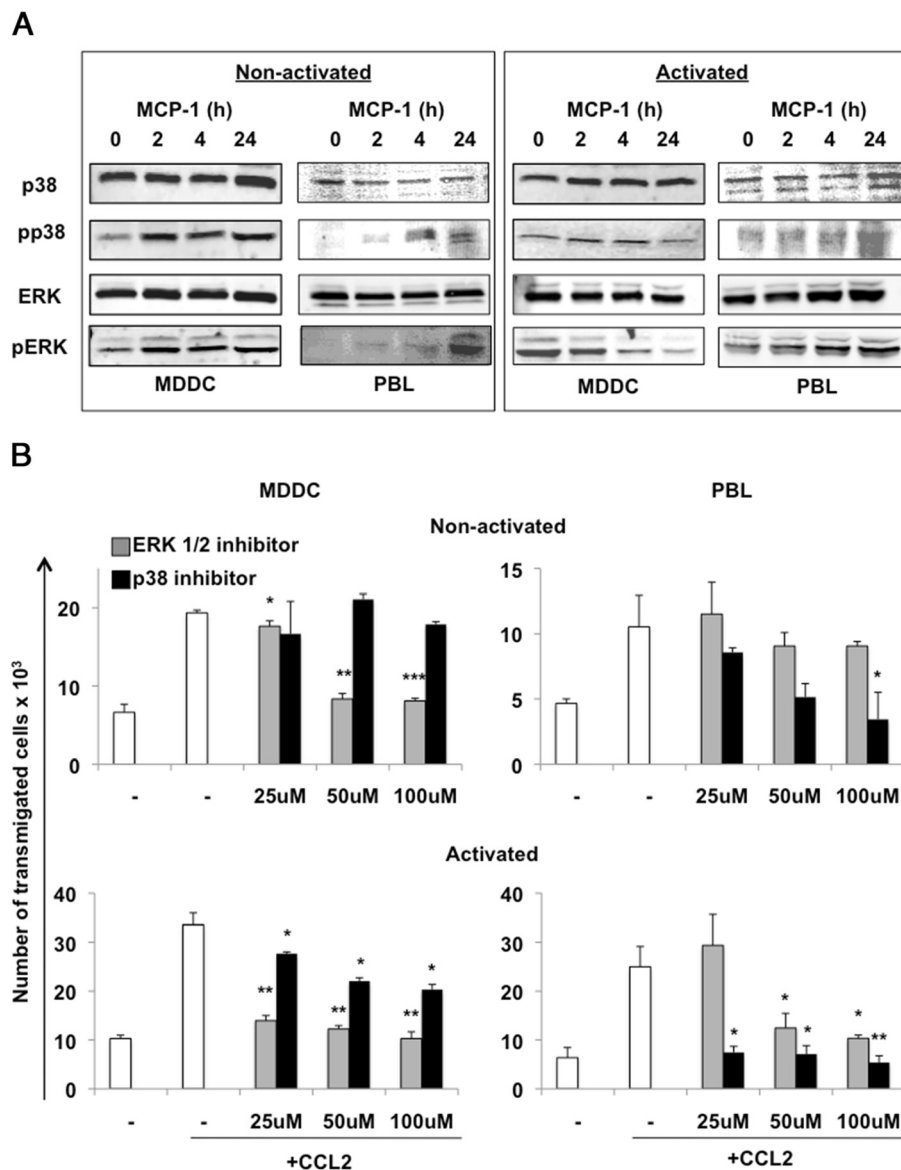 A
Non-activated
Activated
MCP-1 (h)
MCP-1 (h)
MCP-1 (h)
MCP-1 (h)
0 2 4 24
0 2 4 24
0 2 4 24
0 2 4 24
p38
pp38
ERK
pERK
MDDC
PBL
MDDC
PBL
B
MDDC
PBL
Non-activated
Number of transmigated cells x 10³
ERK 1/2 inhibitor
p38 inhibitor
20
10
0
*
**
***
- - 25uM 50uM 100uM
15
10
5
0
*
- - 25uM 50uM 100uM
Activated
40
30
20
10
0
** * ** * ** *
- - 25uM 50uM 100uM
+CCL2
40
30
20
10
0
* * * * **
- - 25uM 50uM 100uM
+CCL2